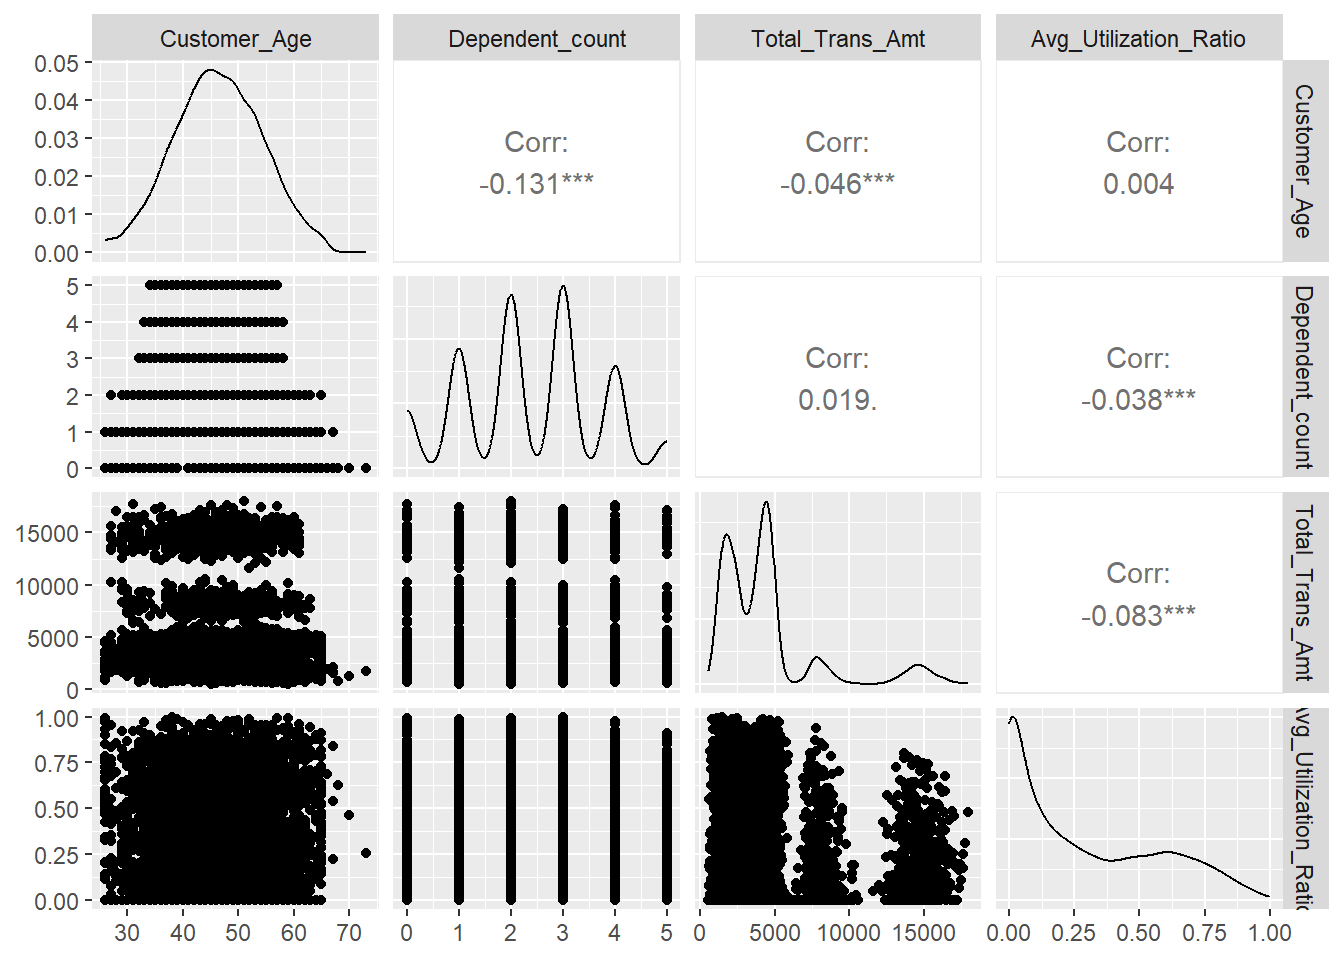 Customer_Age
Dependent_count
Total_Trans_Amt
Avg_Utilization_Ratio
0.05
0.04
0.03
0.02
0.01
0.00
Corr:
-0.131***
Corr:
-0.046***
Corr:
0.004
Customer_Age
5
4
3
2
1
0
Corr:
0.019.
Corr:
-0.038***
Dependent_count
15000
10000
5000
0
Corr:
-0.083***
Total_Trans_Amt
1.00
0.75
0.50
0.25
0.00
Avg_Utilization_Ratio
30 40 50 60 70
0 1 2 3 4 5
0 5000 10000 15000
0.00 0.25 0.50 0.75 1.00